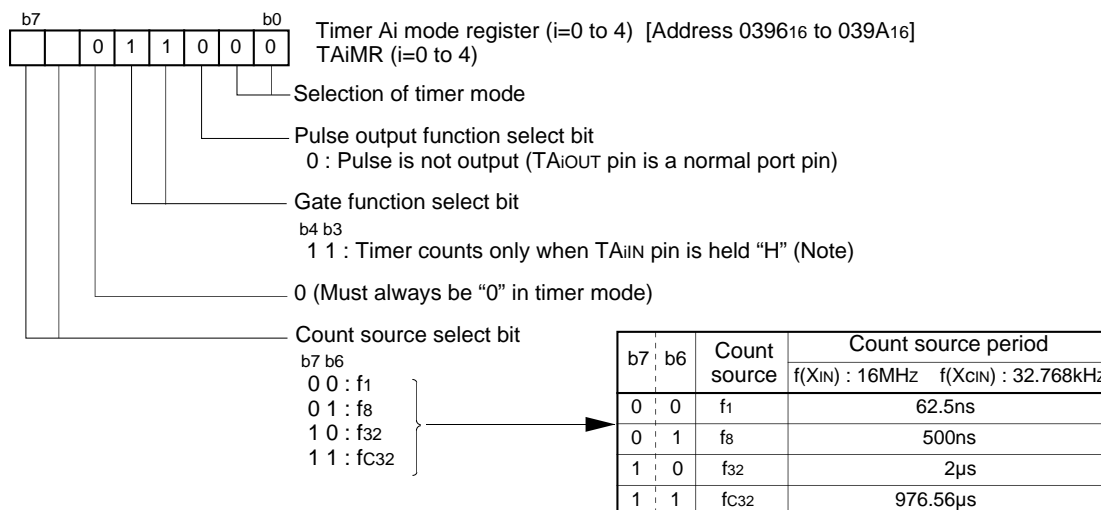 b7 b0
Timer Ai mode register (i=0 to 4) [Address 039616 to 039A16]
0 1 1 0 0 0
TAiMR (i=0 to 4)
Selection of timer mode
Pulse output function select bit
0 : Pulse is not output (TAiOUT pin is a normal port pin)
Gate function select bit
b4 b3
1 1 : Timer counts only when TAiIN pin is held “H” (Note)
0 (Must always be “0” in timer mode)
Count source select bit
b7 b6
0 0 : f1
0 1 : f8
1 0 : f32
1 1 : fC32
b7 b6 Count source Count source period
f(XIN) : 16MHz f(XCIN) : 32.768kHz
0 0 f1 62.5ns
0 1 f8 500ns
1 0 f32 2µs
1 1 fC32 976.56µs